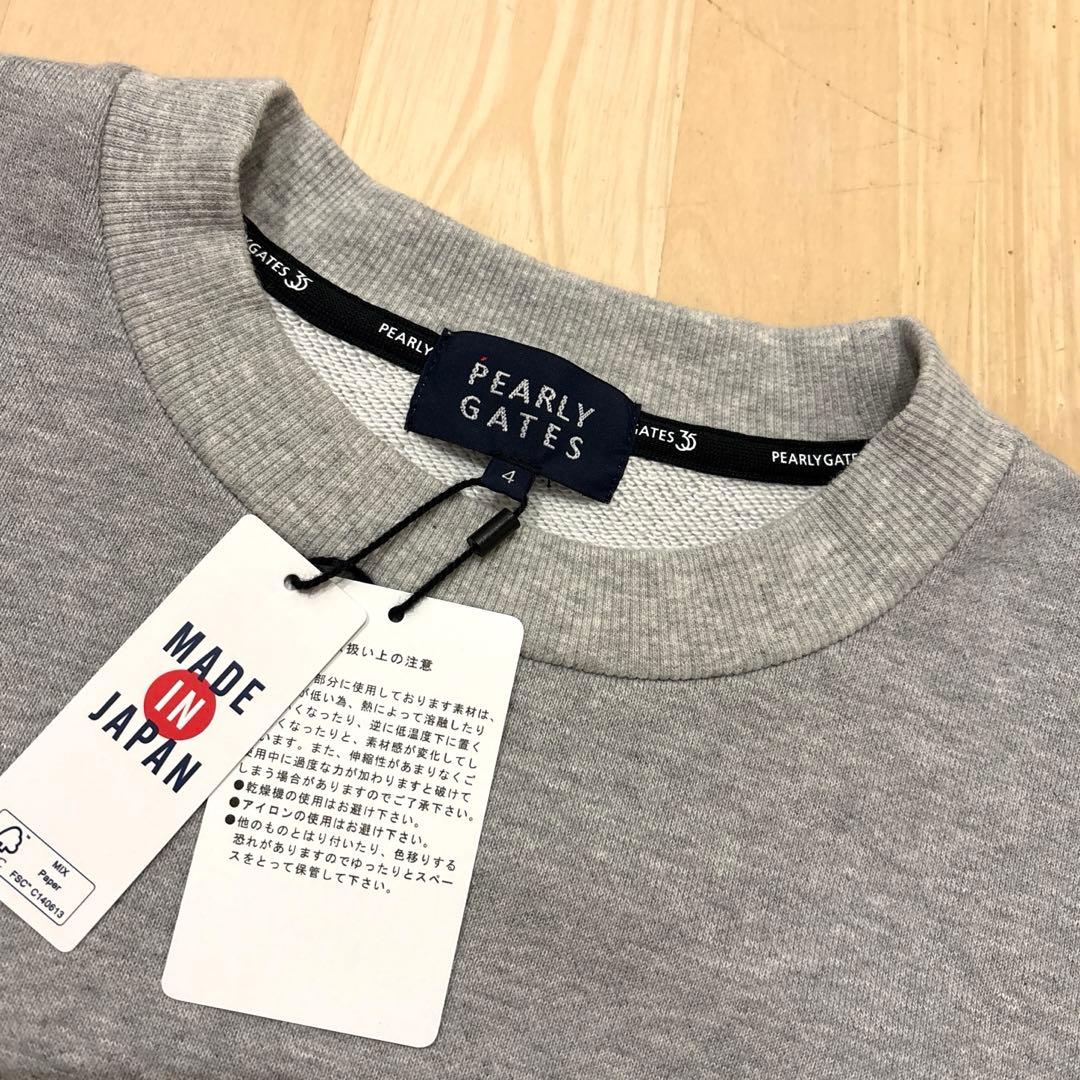 GATES 35
PEARLY
PEARLY
GATES
4
GATES 35
PEARLY GATE
MADE
IN
JAPAN
MIX
Paper
FSC™ C140613
扱い上の注意
部分に使用しております素材は、
が低い為、熱によって溶融したり
くなったり、逆に低温度下に置く
くなったりと、素材感が変化してし
います。また、伸縮性があまりなくご
使用中に過度な力が加わりますと破けて
しまう場合がありますのでご了承下さい。
●乾燥機の使用はお避け下さい。
●アイロンの使用はお避け下さい。
●他のものとはり付いたり、色移りする
恐れがありますのでゆったりとスペー
スをとって保管して下さい。